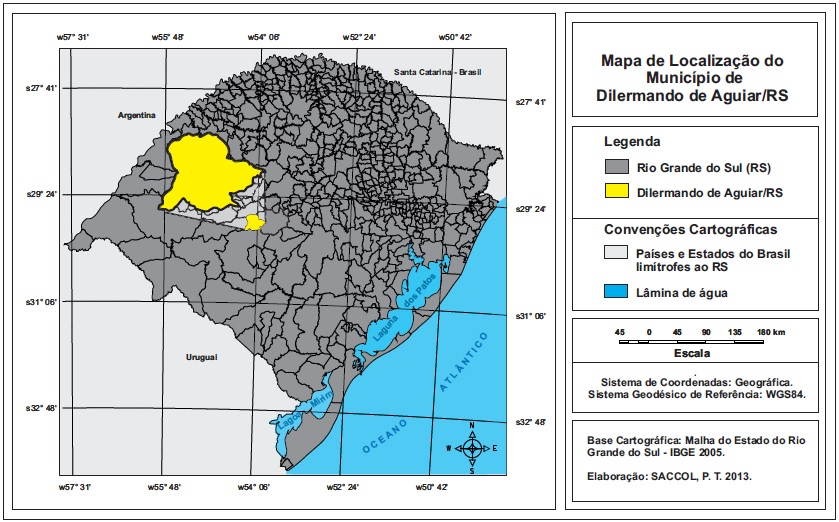 w57° 31'
w55° 48'
w54° 06'
w52° 24'
w50° 42'
s27° 41'
s29° 24'
s31° 06'
s32° 48'
Santa Catarina - Brasil
Argentina
Uruguai
Laguna dos Patos
Lagoa Mirim
OCEANO ATLÂNTICO
N
W
E
S
s27° 41'
s29° 24'
s31° 06'
s32° 48'
w57° 31'
w55° 48'
w54° 06'
w52° 24'
w50° 42'
Mapa de Localização do
Município de
Dilermando de Aguiar/RS
Legenda
Rio Grande do Sul (RS)
Dilermando de Aguiar/RS
Convenções Cartográficas
Países e Estados do Brasil
limítrofes ao RS
Lâmina de água
45 0 45 90 135 180 km
Escala
Sistema de Coordenadas: Geográfica.
Sistema Geodésico de Referência: WGS84.
Base Cartográfica: Malha do Estado do Rio
Grande do Sul - IBGE 2005.
Elaboração: SACCOL, P. T. 2013.